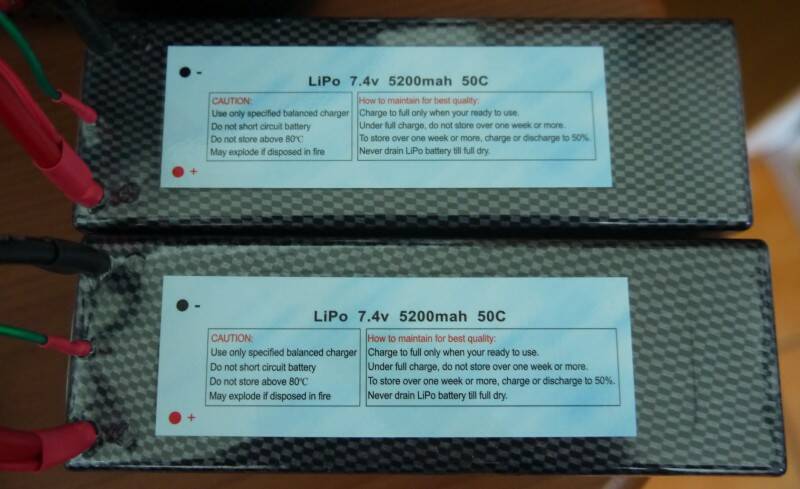 -
LiPo 7.4v 5200mah 50C
CAUTION:
Use only specified balanced charger
Do not short circuit battery
Do not store above 80℃
May explode if disposed in fire
How to maintain for best quality:
Charge to full only when your ready to use.
Under full charge, do not store over one week or more.
To store over one week or more, charge or discharge to 50%.
Never drain LiPo battery till full dry.
+
-
LiPo 7.4v 5200mah 50C
CAUTION:
Use only specified balanced charger
Do not short circuit battery
Do not store above 80℃
May explode if disposed in fire
How to maintain for best quality:
Charge to full only when your ready to use.
Under full charge, do not store over one week or more.
To store over one week or more, charge or discharge to 50%.
Never drain LiPo battery till full dry.
+